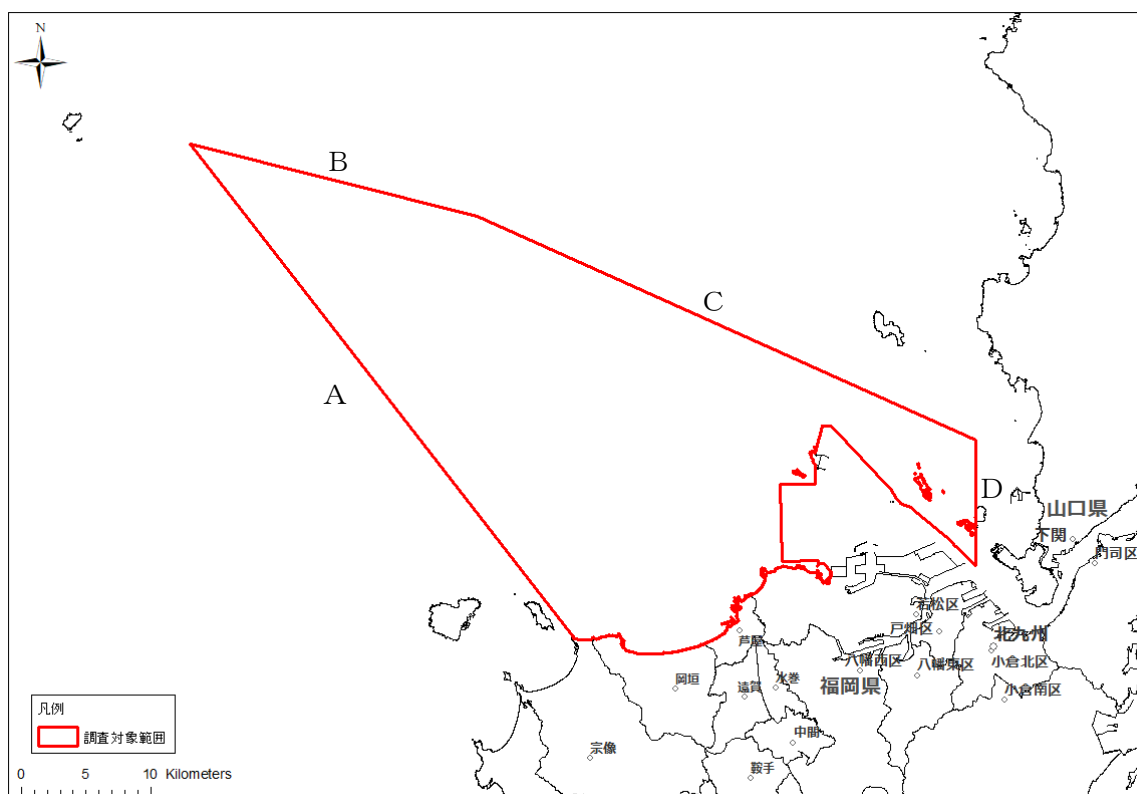 N
B
C
A
D
山口県
下関
門司区
若松区
戸畑区
北九州
芦屋
八幡西区
八幡東区
小倉北区
岡垣
遠賀
水巻
福岡県
小倉南区
中間
宗像
鞍手
凡例
調査対象範囲
0 5 10 Kilometers